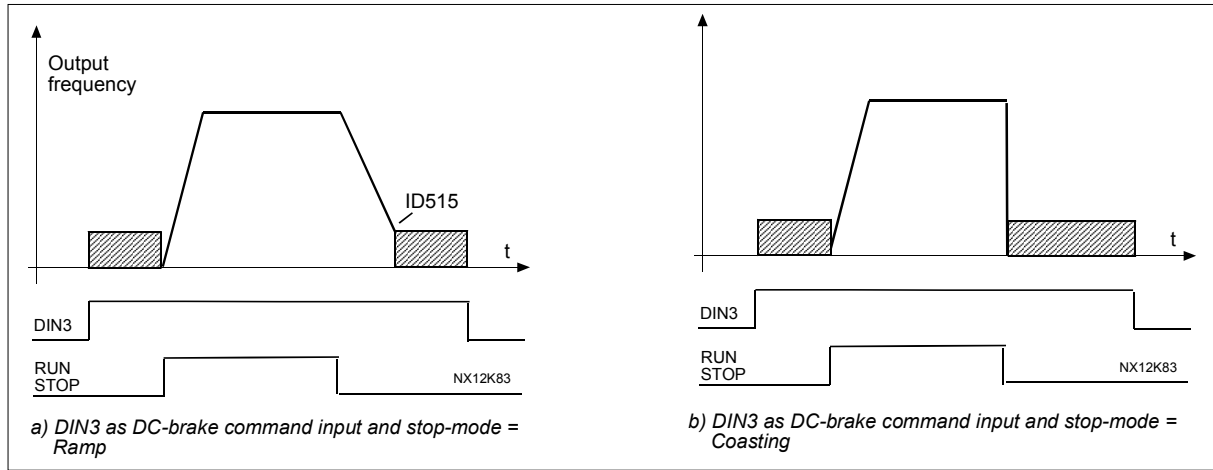 Output
frequency
ID515
t
DIN3
RUN
STOP
NX12K83
a) DIN3 as DC-brake command input and stop-mode =
Ramp
t
DIN3
RUN
STOP
NX12K83
b) DIN3 as DC-brake command input and stop-mode =
Coasting